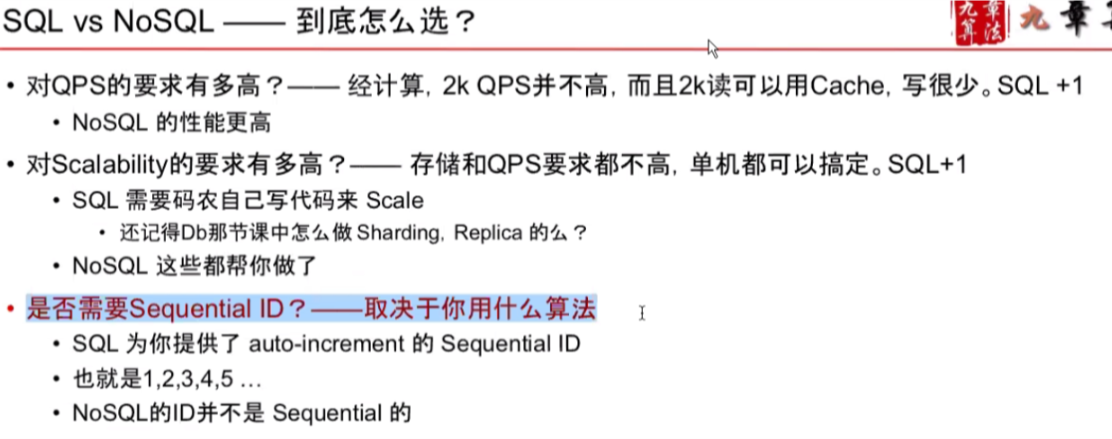 SQL vs NoSQL —— 到底怎么选？
九章算法
九章
• 对QPS的要求有多高？—— 经计算, 2k QPS并不高, 而且2k读可以用Cache, 写很少。SQL +1
• NoSQL 的性能更高
• 对Scalability的要求有多高？—— 存储和QPS要求都不高, 单机都可以搞定。SQL+1
• SQL 需要码农自己写代码来 Scale
• 还记得Db那节课中怎么做 Sharding, Replica 的么？
• NoSQL 这些都帮你做了
• 是否需要Sequential ID？——取决于你用什么算法
• SQL 为你提供了 auto-increment 的 Sequential ID
• 也就是1,2,3,4,5 …
• NoSQL的ID并不是 Sequential 的